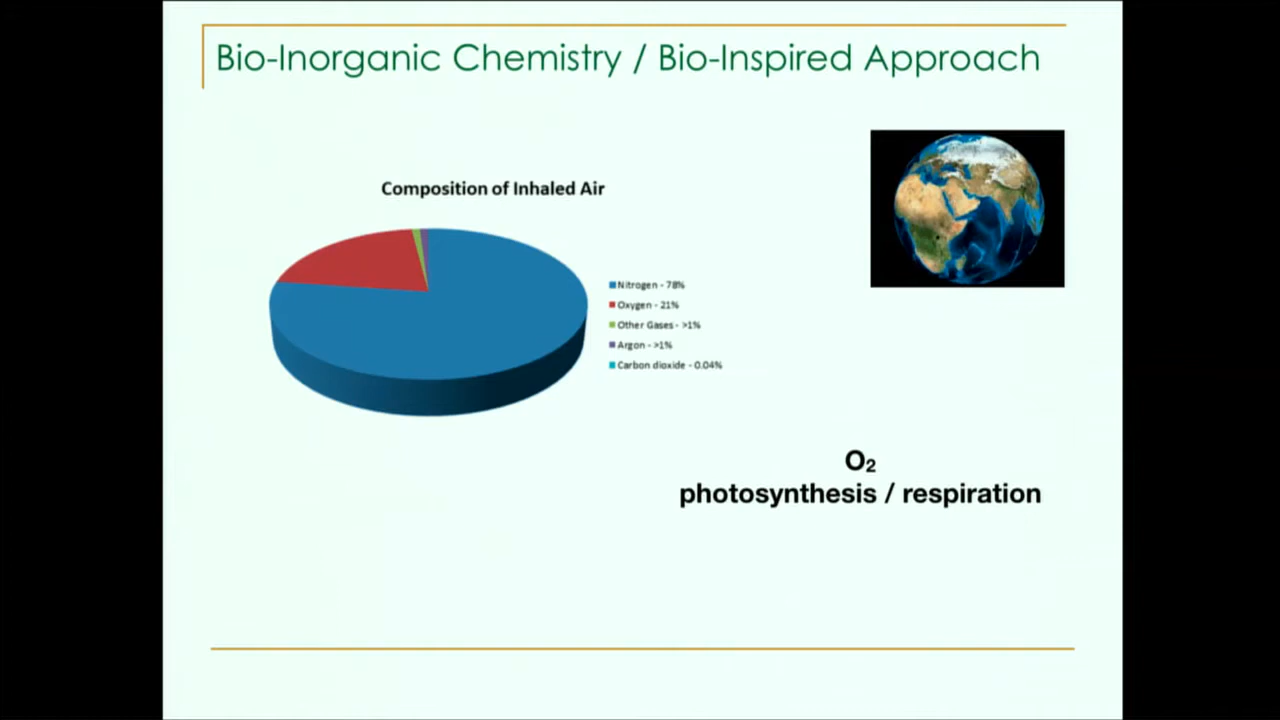 Bio-Inorganic Chemistry / Bio-Inspired Approach
Composition of Inhaled Air
Nitrogen - 78%
Oxygen - 21%
Other Gases - >1%
Argon - >1%
Carbon dioxide - 0.04%
O₂
photosynthesis / respiration